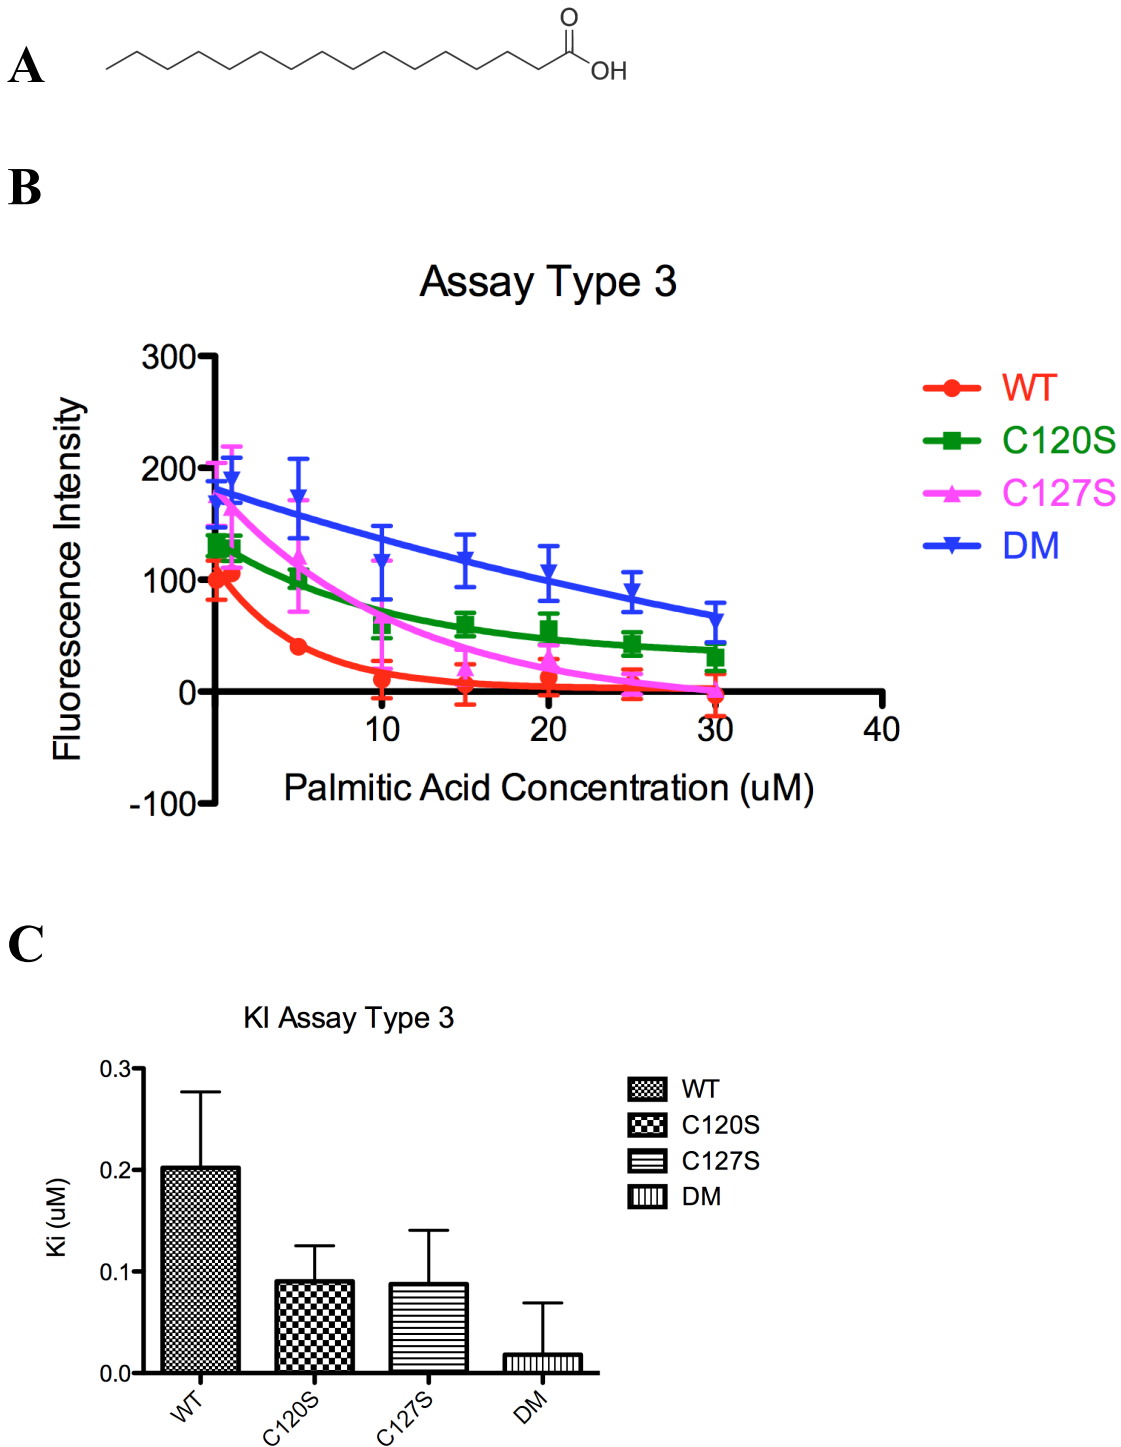 A
O
OH
B
Assay Type 3
300
200
100
0
-100
Fluorescence Intensity
10
20
30
40
Palmitic Acid Concentration (uM)
WT
C120S
C127S
DM
C
KI Assay Type 3
0.3
0.2
0.1
0.0
Ki (uM)
WT
C120S
C127S
DM
WT
C120S
C127S
DM